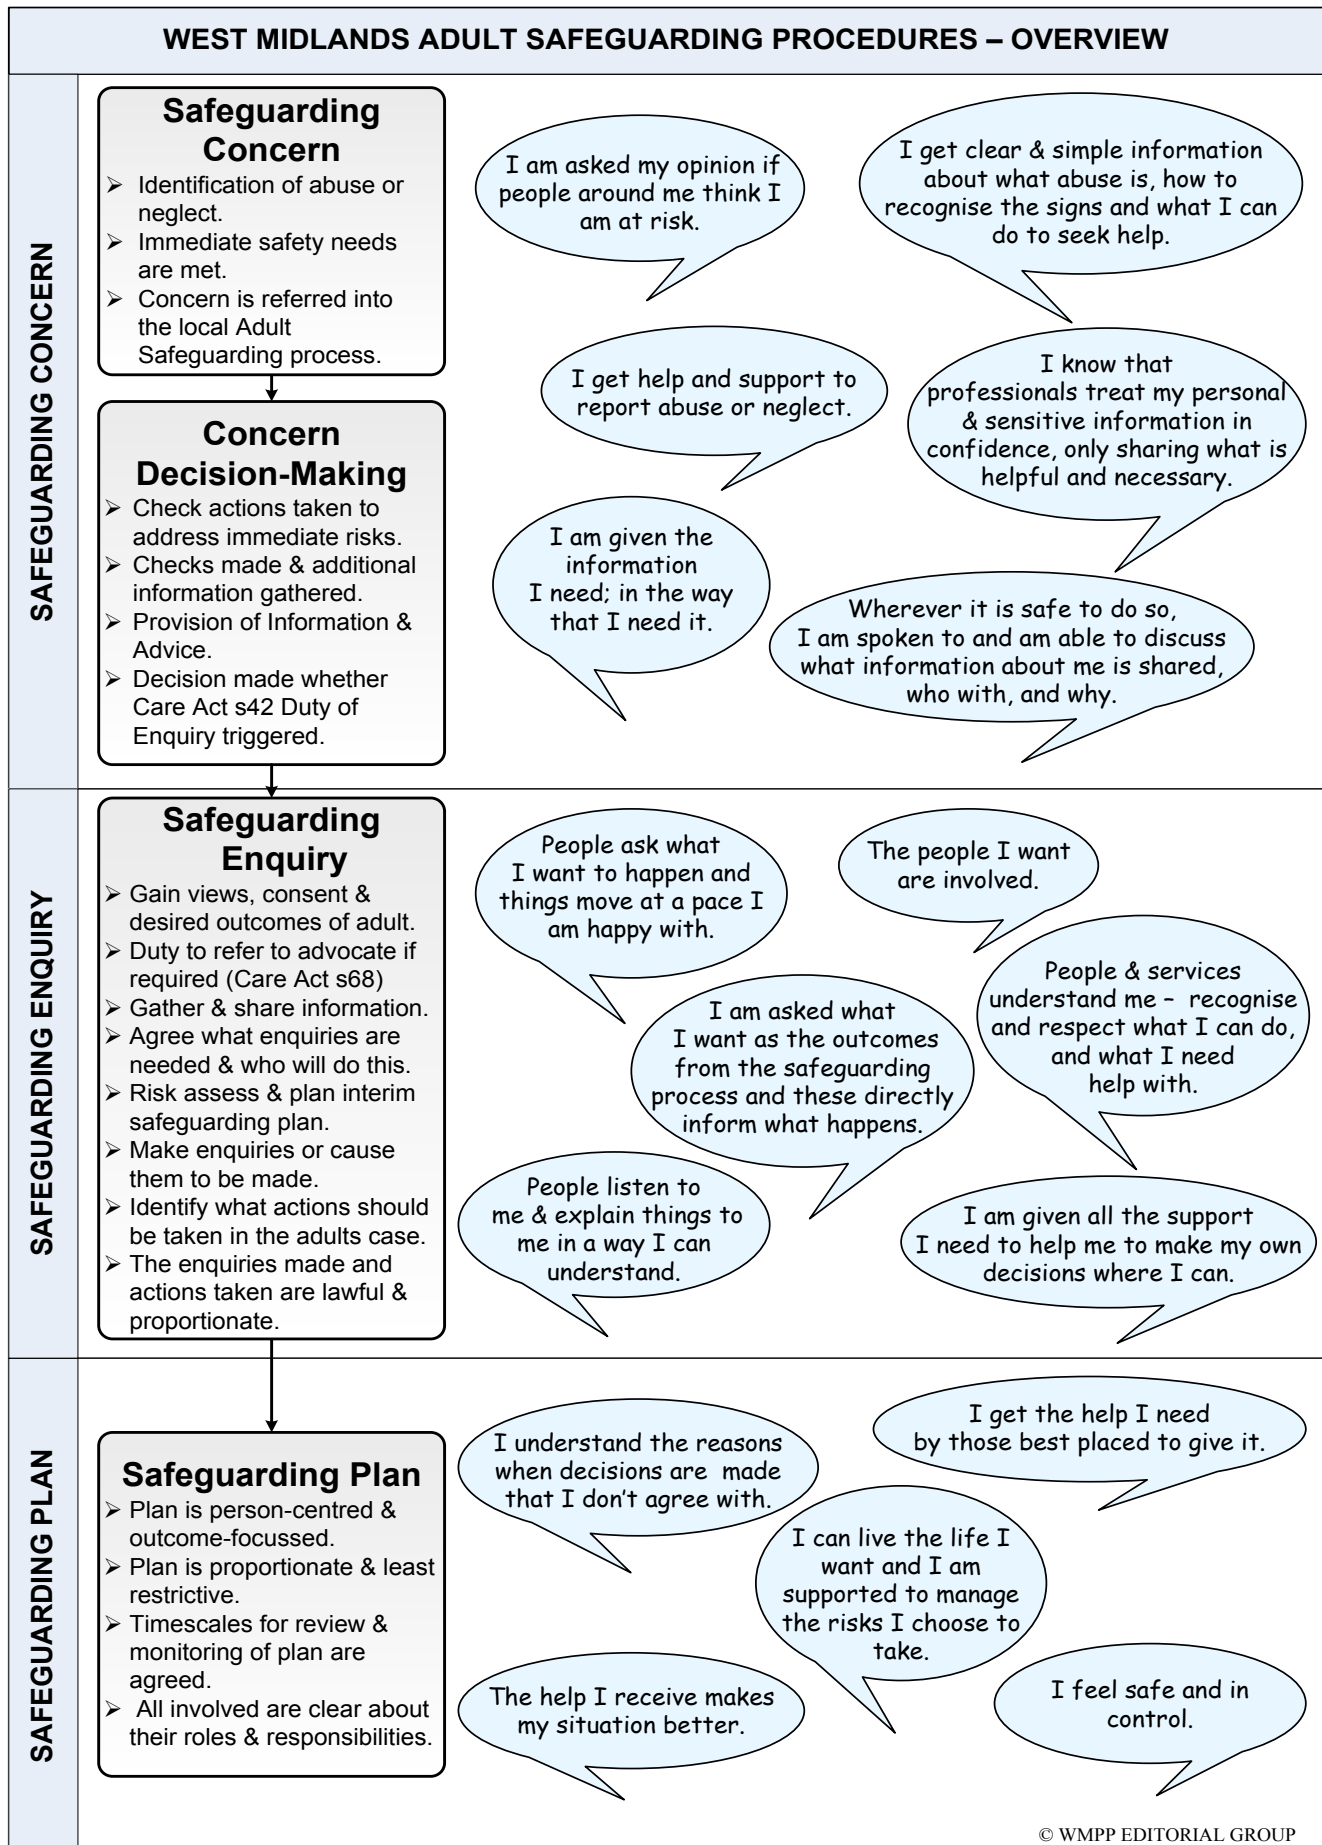 WEST MIDLANDS ADULT SAFEGUARDING PROCEDURES – OVERVIEW
SAFEGUARDING CONCERN
Safeguarding
Concern
➢ Identification of abuse or
neglect.
➢ Immediate safety needs
are met.
➢ Concern is referred into
the local Adult
Safeguarding process.
Concern
Decision-Making
➢ Check actions taken to
address immediate risks.
➢ Checks made & additional
information gathered.
➢ Provision of Information &
Advice.
➢ Decision made whether
Care Act s42 Duty of
Enquiry triggered.
I am asked my opinion if
people around me think I
am at risk.
I get clear & simple information
about what abuse is, how to
recognise the signs and what I can
do to seek help.
I get help and support to
report abuse or neglect.
I know that
professionals treat my personal
& sensitive information in
confidence, only sharing what is
helpful and necessary.
I am given the
information
I need; in the way
that I need it.
Wherever it is safe to do so,
I am spoken to and am able to discuss
what information about me is shared,
who with, and why.
SAFEGUARDING ENQUIRY
Safeguarding
Enquiry
➢ Gain views, consent &
desired outcomes of adult.
➢ Duty to refer to advocate if
required (Care Act s68)
➢ Gather & share information.
➢ Agree what enquiries are
needed & who will do this.
➢ Risk assess & plan interim
safeguarding plan.
➢ Make enquiries or cause
them to be made.
➢ Identify what actions should
be taken in the adults case.
➢ The enquiries made and
actions taken are lawful &
proportionate.
People ask what
I want to happen and
things move at a pace I
am happy with.
The people I want
are involved.
People & services
understand me – recognise
and respect what I can do,
and what I need
help with.
I am asked what
I want as the outcomes
from the safeguarding
process and these directly
inform what happens.
People listen to
me & explain things to
me in a way I can
understand.
I am given all the support
I need to help me to make my own
decisions where I can.
SAFEGUARDING PLAN
Safeguarding Plan
➢ Plan is person-centred &
outcome-focussed.
➢ Plan is proportionate & least
restrictive.
➢ Timescales for review &
monitoring of plan are
agreed.
➢ All involved are clear about
their roles & responsibilities.
I understand the reasons
when decisions are made
that I don't agree with.
I get the help I need
by those best placed to give it.
I can live the life I
want and I am
supported to manage
the risks I choose to
take.
The help I receive makes
my situation better.
I feel safe and in
control.
© WMPP EDITORIAL GROUP